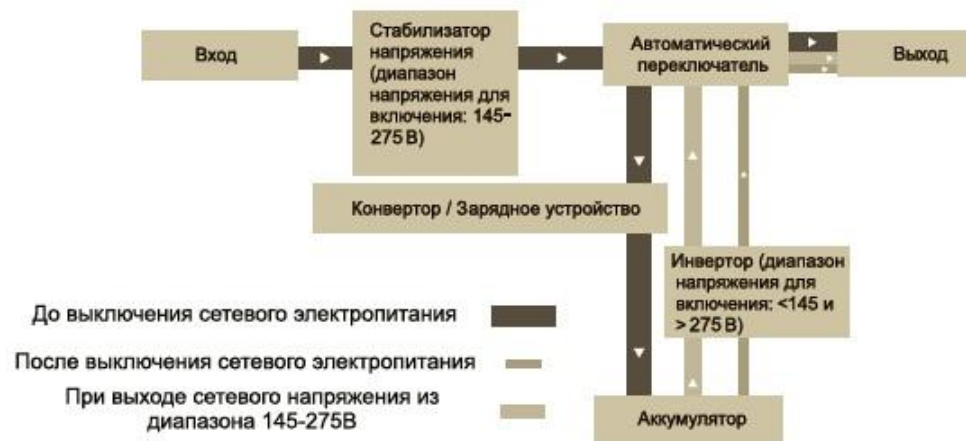 Вход
Стабилизатор
напряжения
(диапазон
напряжения для
включения: 145-
275 В)
Автоматический
переключатель
Выход
Конвертор / Зарядное устройство
Инвертор (диапазон
напряжения для
включения: <145 и
> 275 В)
До выключения сетевого электропитания
После выключения сетевого электропитания
При выходе сетевого напряжения из
диапазона 145-275В
Аккумулятор